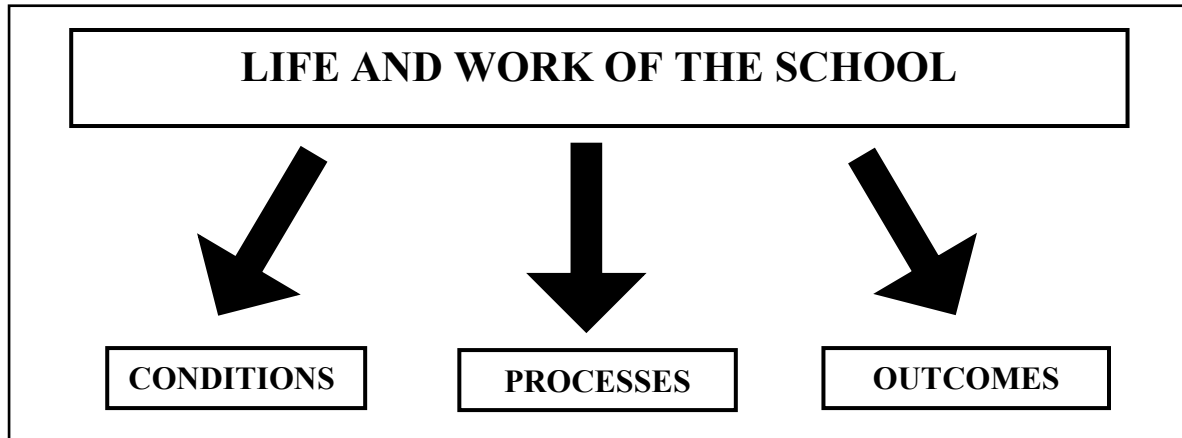 LIFE AND WORK OF THE SCHOOL
CONDITIONS
PROCESSES
OUTCOMES